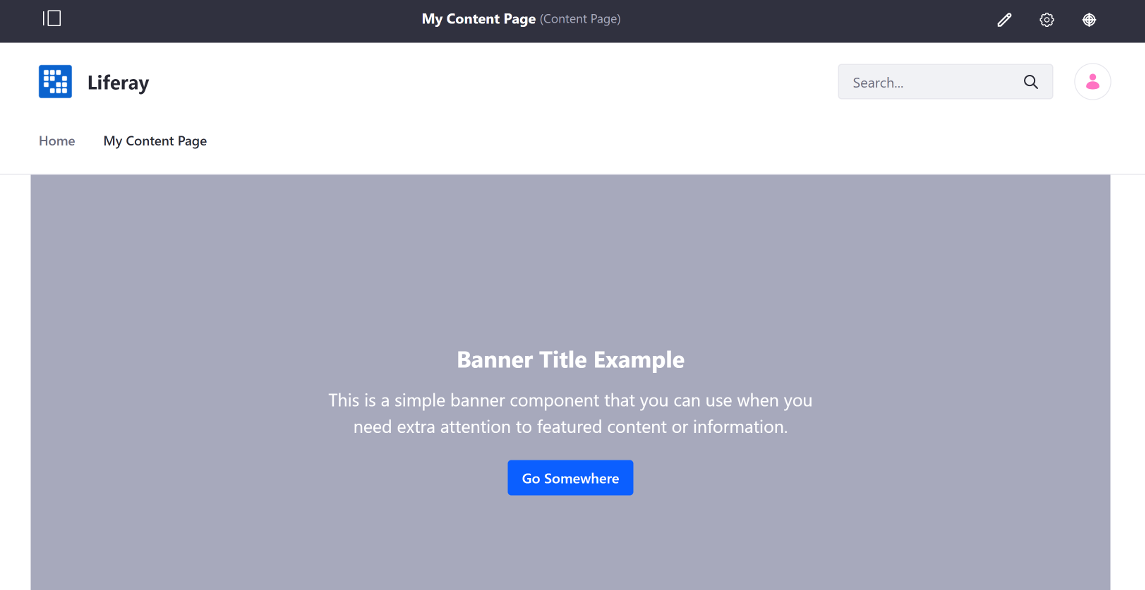 My Content Page (Content Page)
Liferay
Search...
Home My Content Page
Banner Title Example
This is a simple banner component that you can use when you
need extra attention to featured content or information.
Go Somewhere